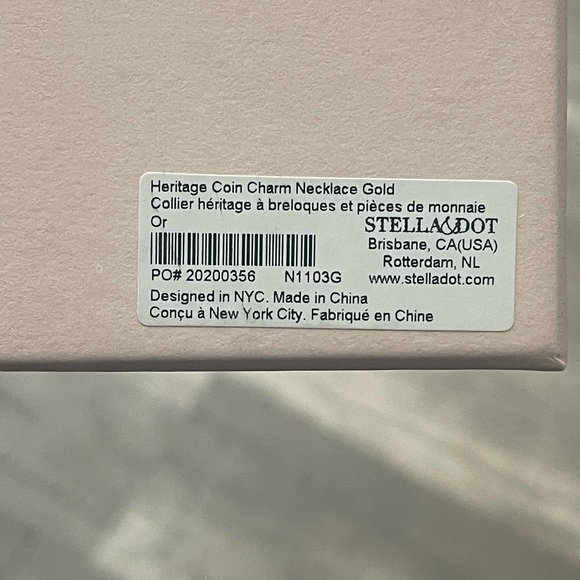 Heritage Coin Charm Necklace Gold
Collier héritage à breloques et pièces de monnaie
Or
STELLA&DOT
Brisbane, CA(USA)
Rotterdam, NL
PO# 20200356 N1103G
www.stelladot.com
Designed in NYC. Made in China
Conçu à New York City. Fabriqué en Chine